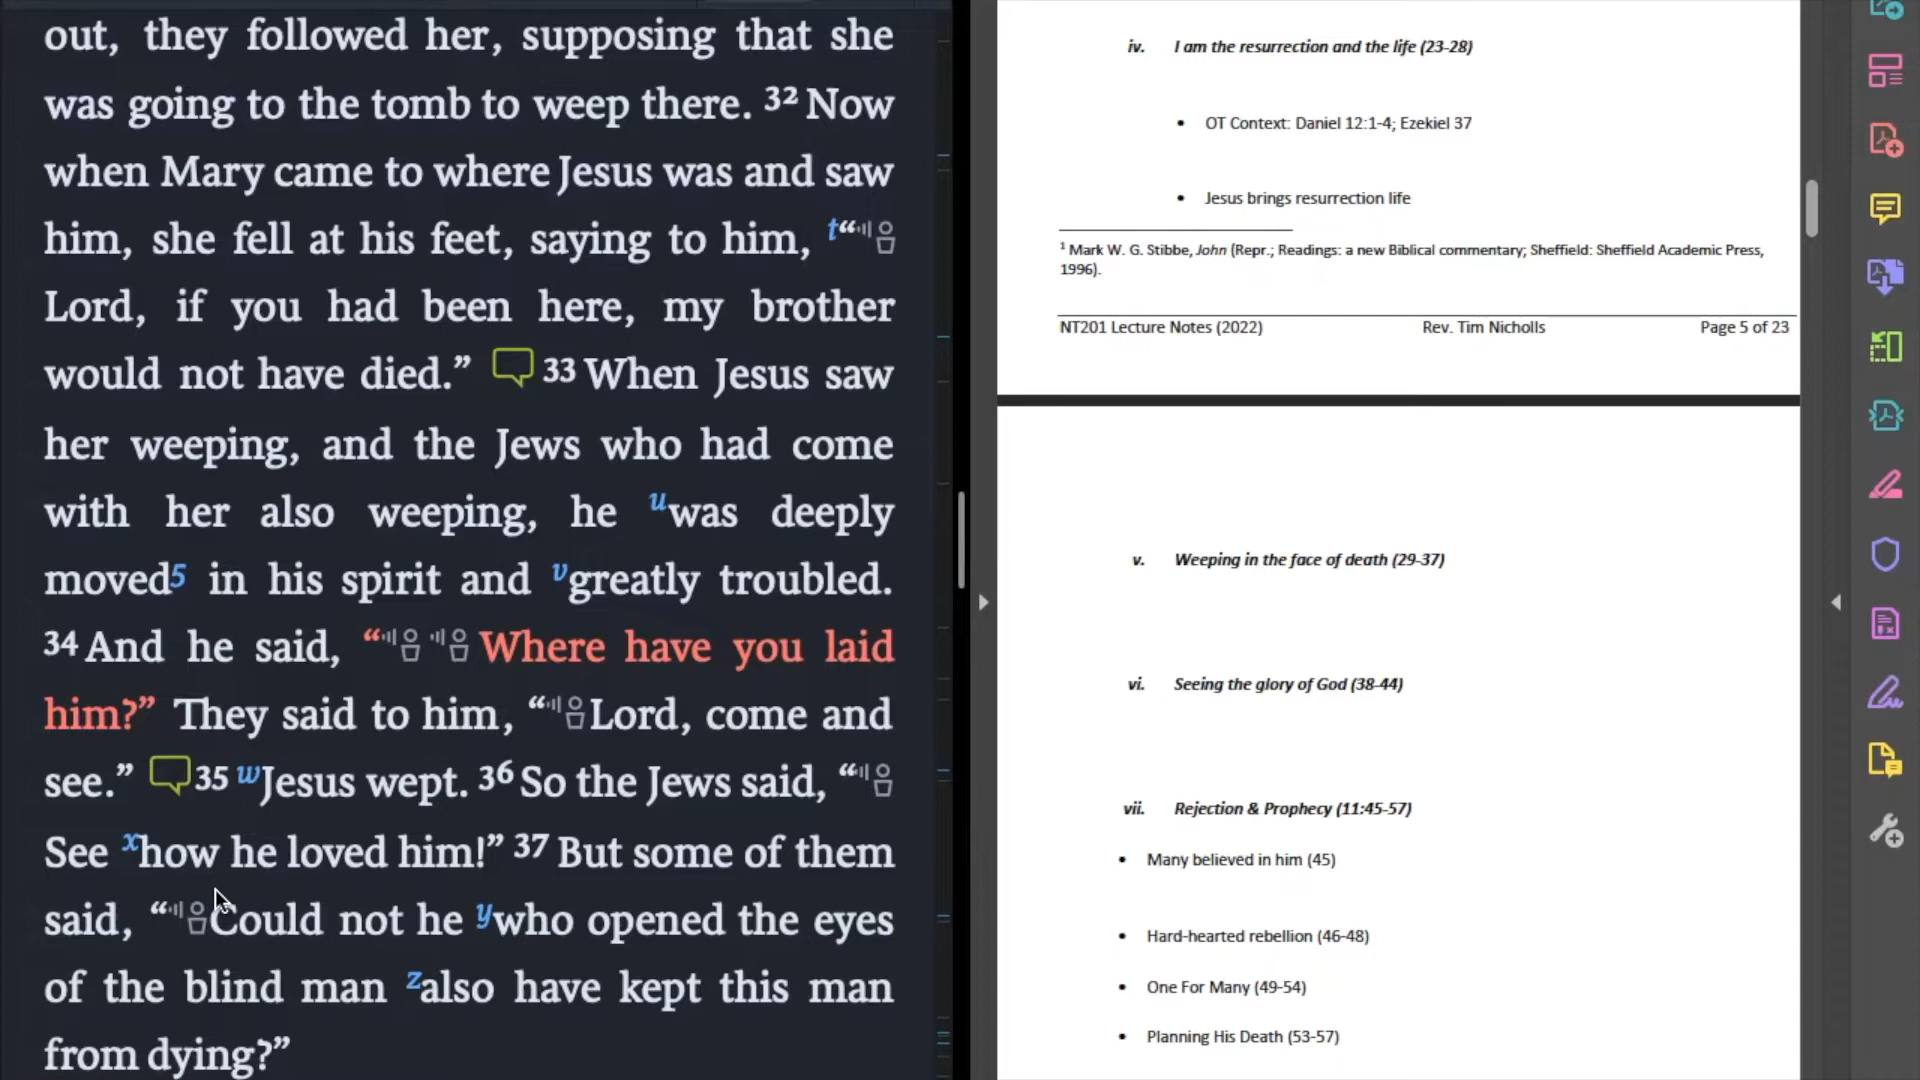 out, they followed her, supposing that she
was going to the tomb to weep there. 32 Now
when Mary came to where Jesus was and saw
him, she fell at his feet, saying to him, t“
Lord, if you had been here, my brother
would not have died.” 33 When Jesus saw
her weeping, and the Jews who had come
with her also weeping, he u was deeply
moved5 in his spirit and v greatly troubled.
34 And he said, “Where have you laid
him?” They said to him, “Lord, come and
see.” 35 w Jesus wept. 36 So the Jews said, “
See x how he loved him!” 37 But some of them
said, “Could not he y who opened the eyes
of the blind man z also have kept this man
from dying?”
iv. I am the resurrection and the life (23-28)
• OT Context: Daniel 12:1-4; Ezekiel 37
• Jesus brings resurrection life
1 Mark W. G. Stibbe, John (Repr.; Readings: a new Biblical commentary; Sheffield: Sheffield Academic Press,
1996).
NT201 Lecture Notes (2022) Rev. Tim Nicholls Page 5 of 23
v. Weeping in the face of death (29-37)
vi. Seeing the glory of God (38-44)
vii. Rejection & Prophecy (11:45-57)
• Many believed in him (45)
• Hard-hearted rebellion (46-48)
• One For Many (49-54)
• Planning His Death (53-57)